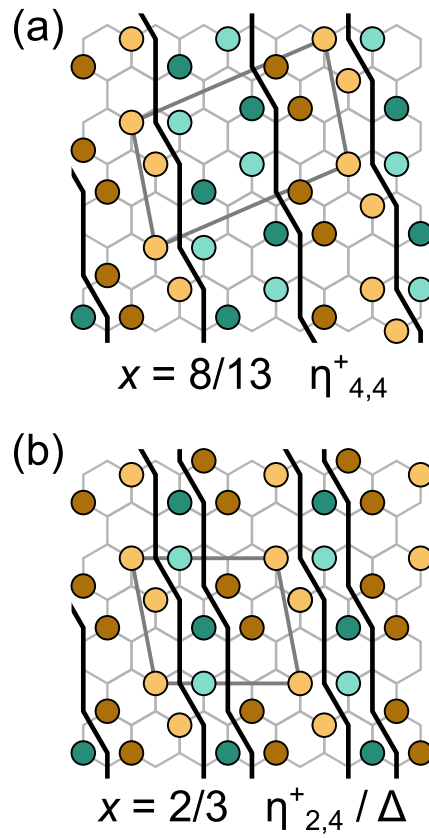 (a)
x = 8/13 η⁺₄,₄
(b)
x = 2/3 η⁺₂,₄ / Δ